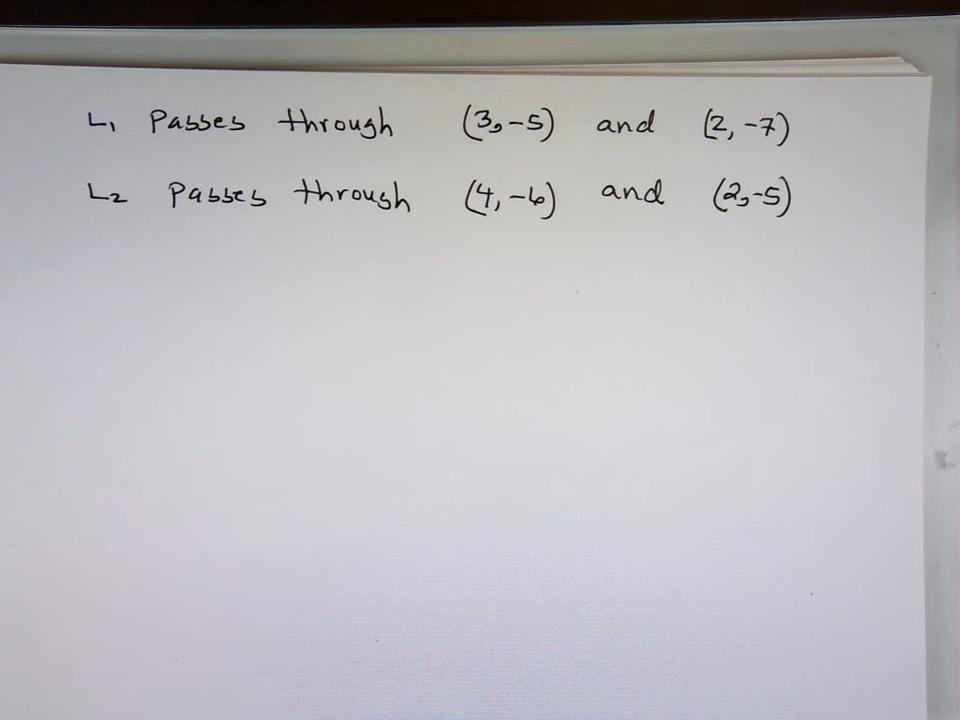 L₁ Passes through (3,-5) and (2,-7)
L₂ Passes through (4,-6) and (2,-5)